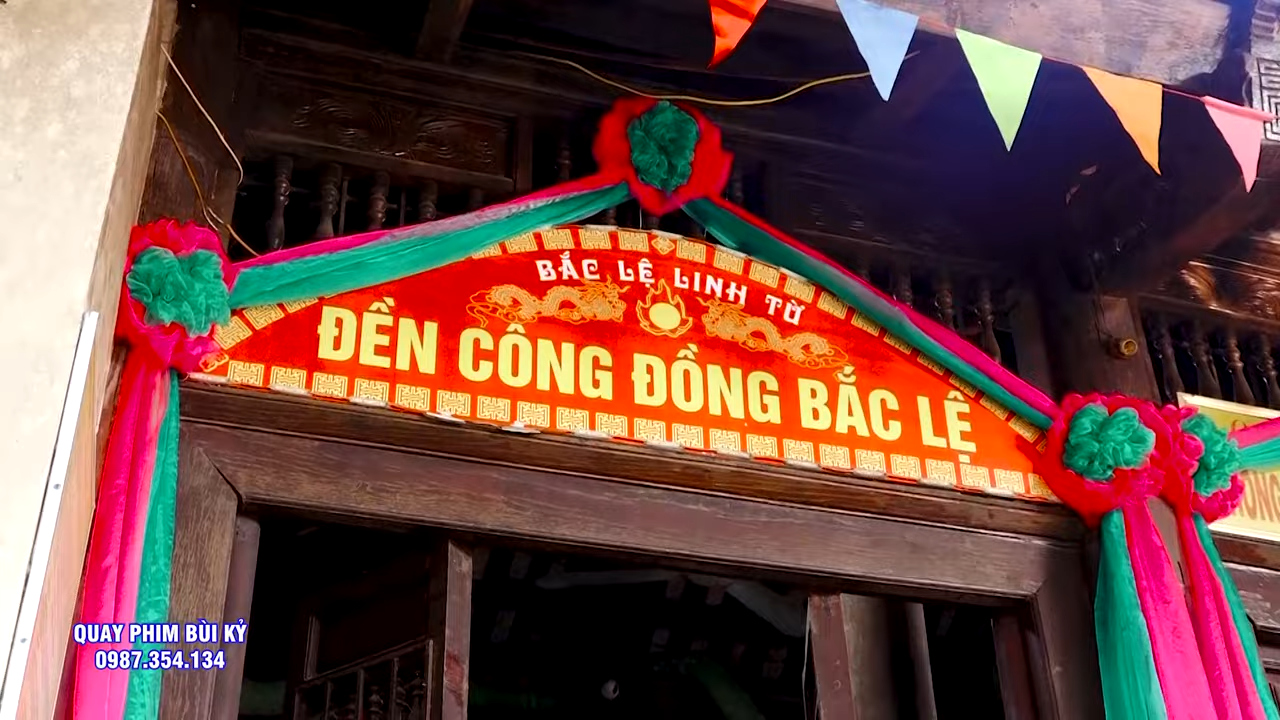 BẮC LỆ LINH TỪ
ĐỀN CÔNG ĐỒNG BẮC LỆ
QUAY PHIM BÙI KỶ
0987.354.134